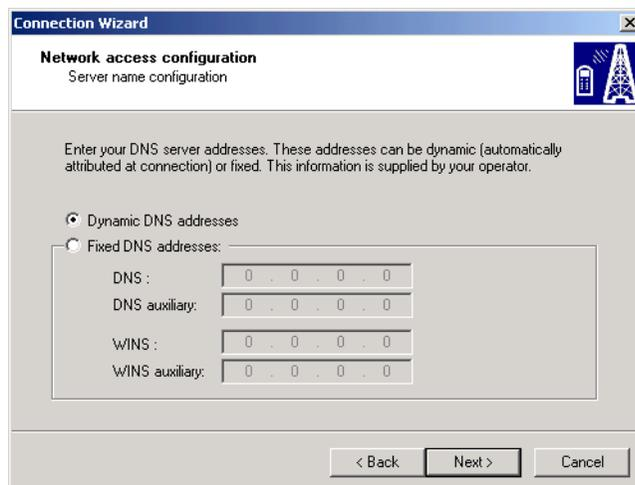 Connection Wizard
Network access configuration
Server name configuration
Enter your DNS server addresses. These addresses can be dynamic (automatically
attributed at connection) or fixed. This information is supplied by your operator.
Dynamic DNS addresses
Fixed DNS addresses:
DNS : 0 . 0 . 0 . 0
DNS auxiliary: 0 . 0 . 0 . 0
WINS : 0 . 0 . 0 . 0
WINS auxiliary: 0 . 0 . 0 . 0
< Back Next > Cancel